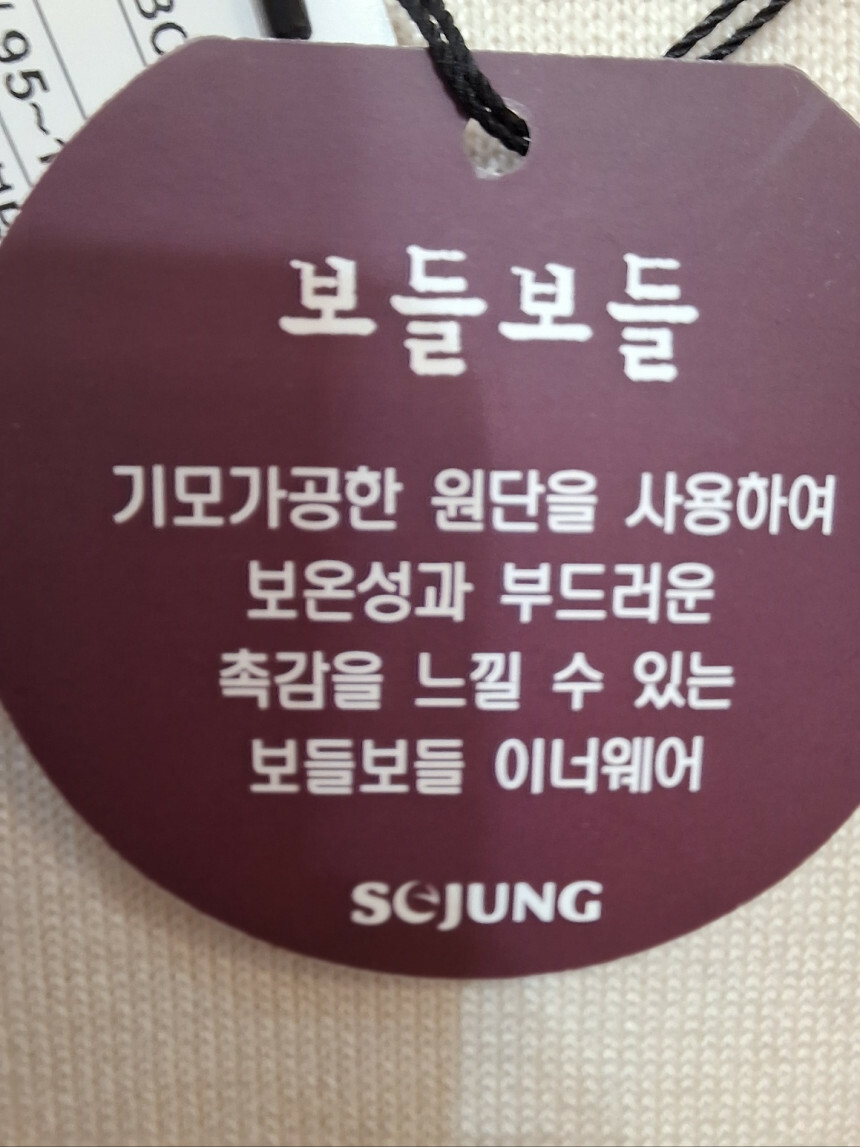 보들보들
기모가공한 원단을 사용하여
보온성과 부드러운
촉감을 느낄 수 있는
보들보들 이너웨어
SEJUNG